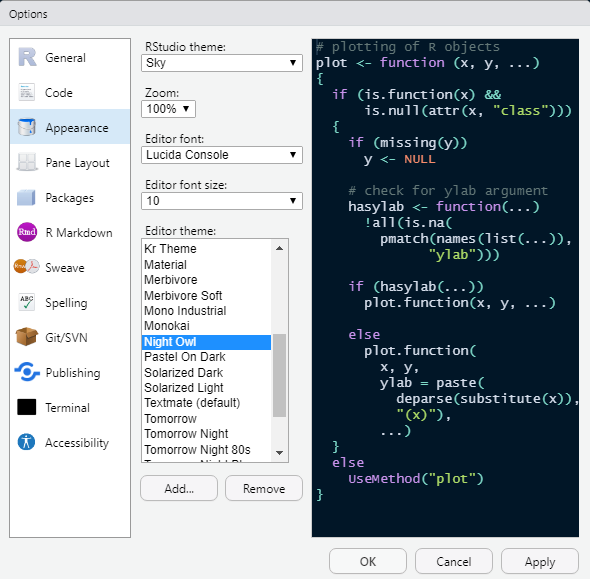 Options
R General
Code
Appearance
Pane Layout
Packages
Rmd R Markdown
Sweave
ABC Spelling
Git/SVN
Publishing
Terminal
Accessibility
RStudio theme:
Sky
Zoom:
100%
Editor font:
Lucida Console
Editor font size:
10
Editor theme:
Kr Theme
Material
Merbivore
Merbivore Soft
Mono Industrial
Monokai
Night Owl
Pastel On Dark
Solarized Dark
Solarized Light
Textmate (default)
Tomorrow
Tomorrow Night
Tomorrow Night 80s
Add...
Remove
# plotting of R objects
plot <- function (x, y, ...)
{
  if (is.function(x) &&
      is.null(attr(x, "class")))
  {
    if (missing(y))
      y <- NULL
    # check for ylab argument
    hasylab <- function(...)
      !all(is.na(
        pmatch(names(list(...)),
              "ylab")))
    if (hasylab(...))
      plot.function(x, y, ...)
    else
      plot.function(
        x, y,
        ylab = paste(
          deparse(substitute(x)),
          "(x)"),
        ...)
  }
  else
    UseMethod("plot")
}
OK
Cancel
Apply